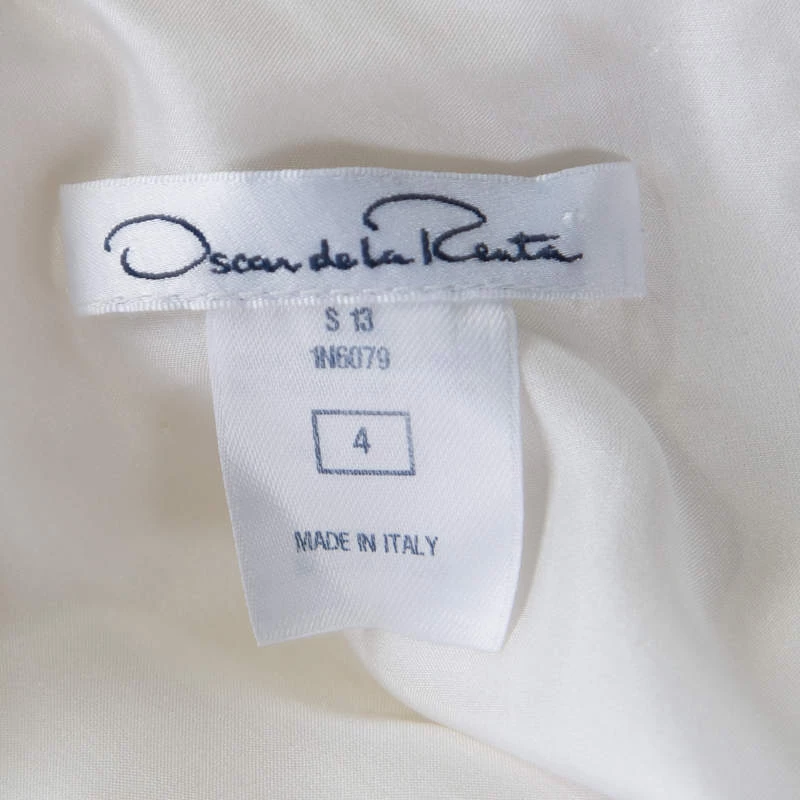 Oscar de la Renta
S 13
1N6079
4
MADE IN ITALY